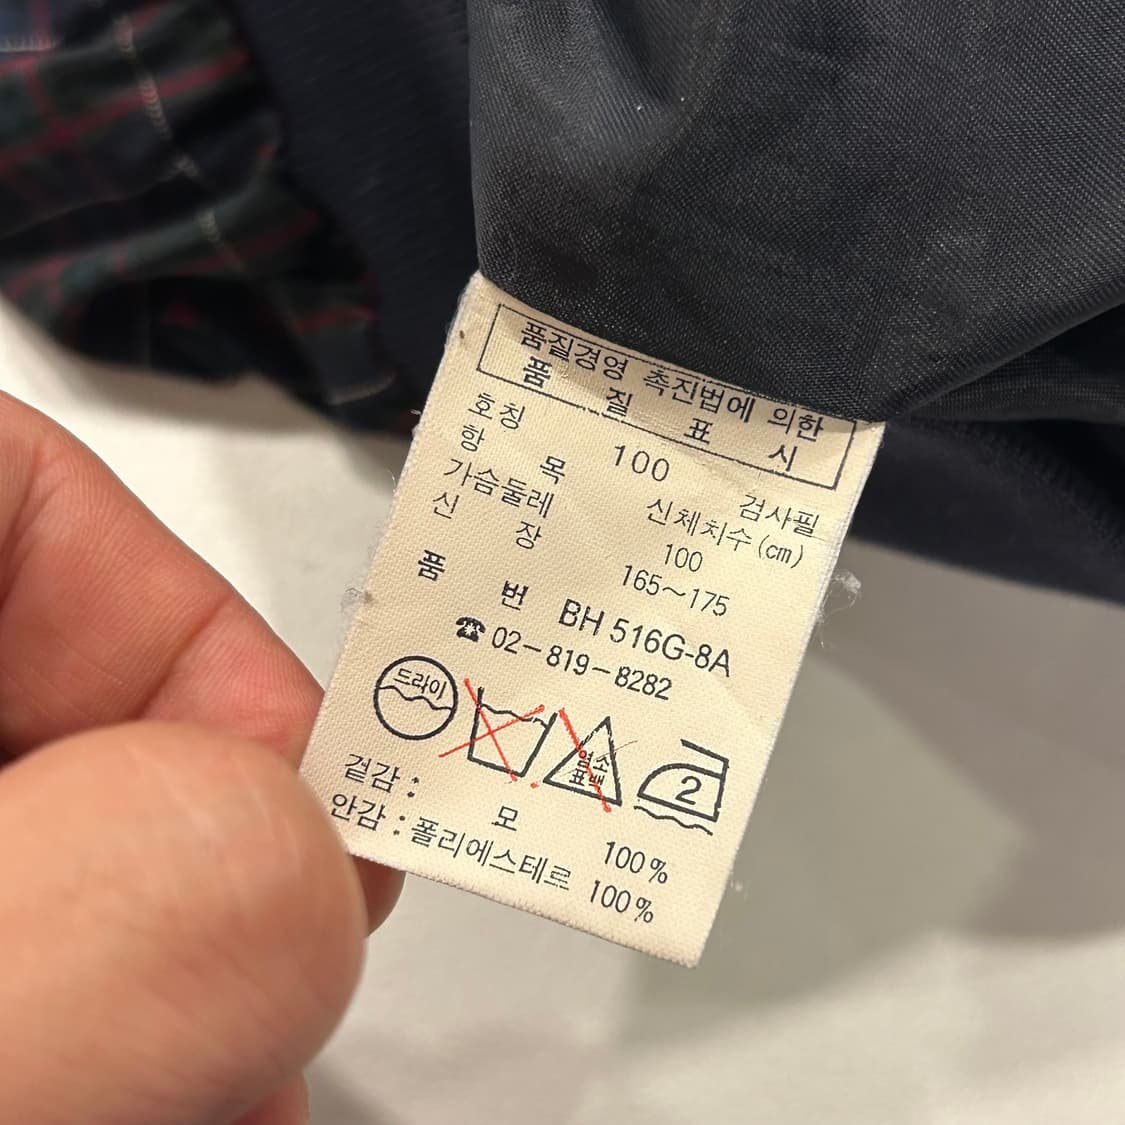 품질경영 촉진법에 의한
품 질 표 시
호칭 100 검사필
항 목 신체치수(cm)
가슴둘레 100
신 장 165~175
품 번 BH 516G-8A
☎ 02-819-8282
드라이
염소
표백
2
겉감: 모 100%
안감: 폴리에스테르 100%